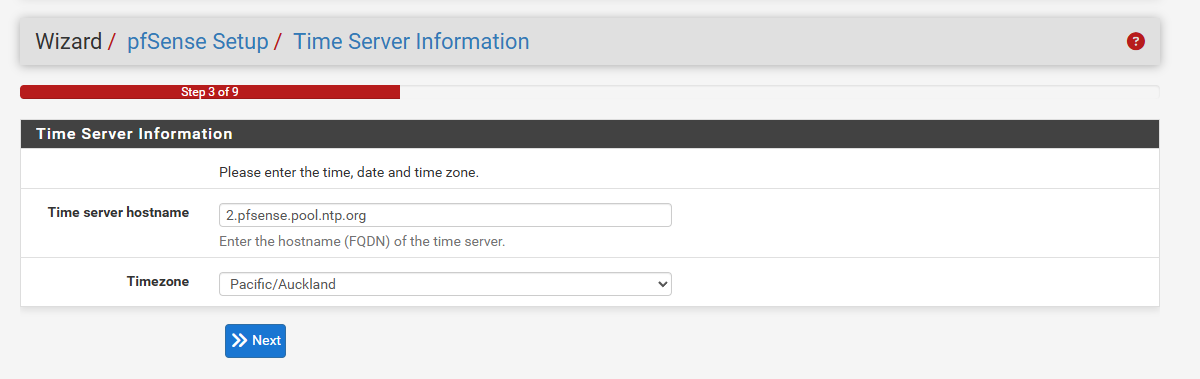 Wizard / pfSense Setup / Time Server Information
?
Step 3 of 9
Time Server Information
Please enter the time, date and time zone.
Time server hostname
2.pfsense.pool.ntp.org
Enter the hostname (FQDN) of the time server.
Timezone
Pacific/Auckland
Next